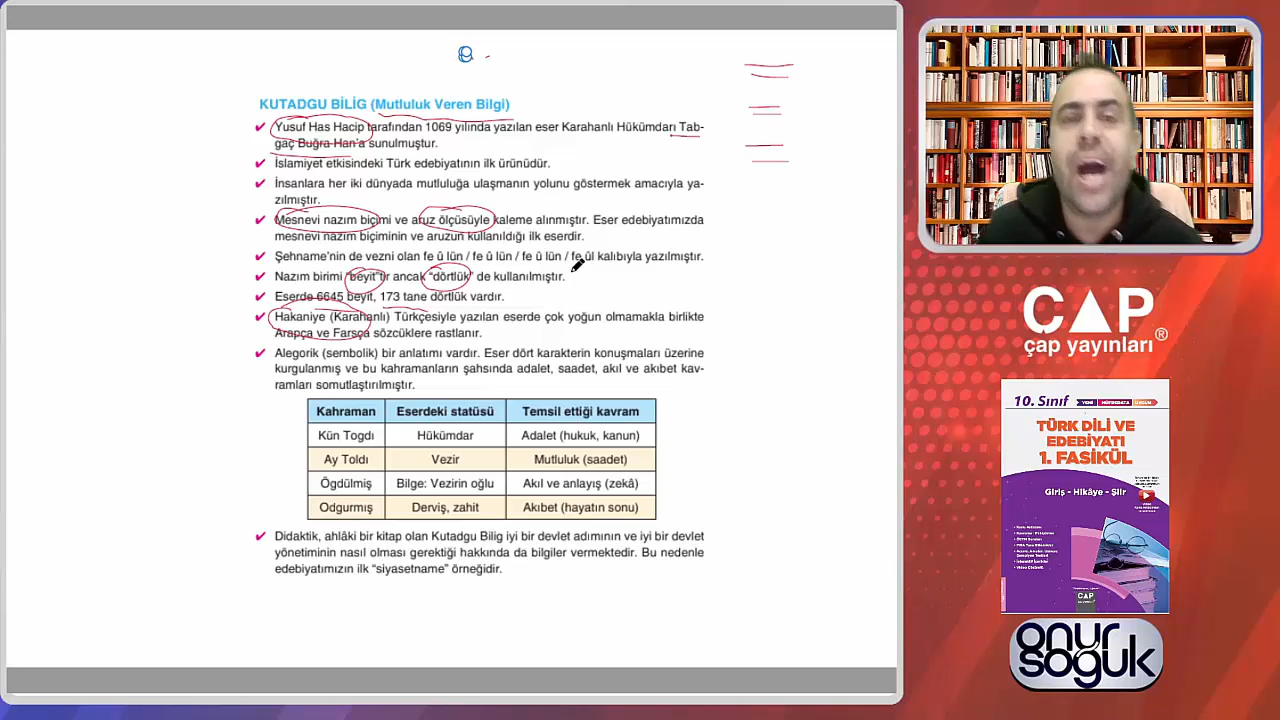 KUTADGU BİLİG (Mutluluk Veren Bilgi)
✔ Yusuf Has Hacip tarafından 1069 yılında yazılan eser Karahanlı Hükümdarı Tab-
gaç Buğra Han'a sunulmuştur.
✔ İslamiyet etkisindeki Türk edebiyatının ilk ürünüdür.
✔ İnsanlara her iki dünyada mutluluğa ulaşmanın yolunu göstermek amacıyla ya-
zılmıştır.
✔ Mesnevi nazım biçimi ve aruz ölçüsüyle kaleme alınmıştır. Eser edebiyatımızda
mesnevi nazım biçiminin ve aruzun kullanıldığı ilk eserdir.
✔ Şehname'nin de vezni olan fe û lün / fe û lün / fe û lün / fe ûl kalıbıyla yazılmıştır.
✔ Nazım birimi "beyit"tir ancak "dörtlük" de kullanılmıştır.
✔ Eserde 6645 beyit, 173 tane dörtlük vardır.
✔ Hakaniye (Karahanlı) Türkçesiyle yazılan eserde çok yoğun olmamakla birlikte
Arapça ve Farsça sözcüklere rastlanır.
✔ Alegorik (sembolik) bir anlatımı vardır. Eser dört karakterin konuşmaları üzerine
kurgulanmış ve bu kahramanların şahsında adalet, saadet, akıl ve akıbet kav-
ramları somutlaştırılmıştır.
Kahraman Eserdeki statüsü Temsil ettiği kavram
Kün Togdı Hükümdar Adalet (hukuk, kanun)
Ay Toldı Vezir Mutluluk (saadet)
Ögdülmiş Bilge: Vezirin oğlu Akıl ve anlayış (zekâ)
Odgurmış Derviş, zahit Akıbet (hayatın sonu)
✔ Didaktik, ahlâki bir kitap olan Kutadgu Bilig iyi bir devlet adımının ve iyi bir devlet
yönetiminin nasıl olması gerektiği hakkında da bilgiler vermektedir. Bu nedenle
edebiyatımızın ilk "siyasetname" örneğidir.
ÇAP
®
çap yayınları
10. Sınıf
YENİ MÜFREDATA UYGUN
TÜRK DİLİ VE
EDEBİYATI
1. FASİKÜL
Giriş - Hikâye - Şiir
ÇAP
onur
soğuk